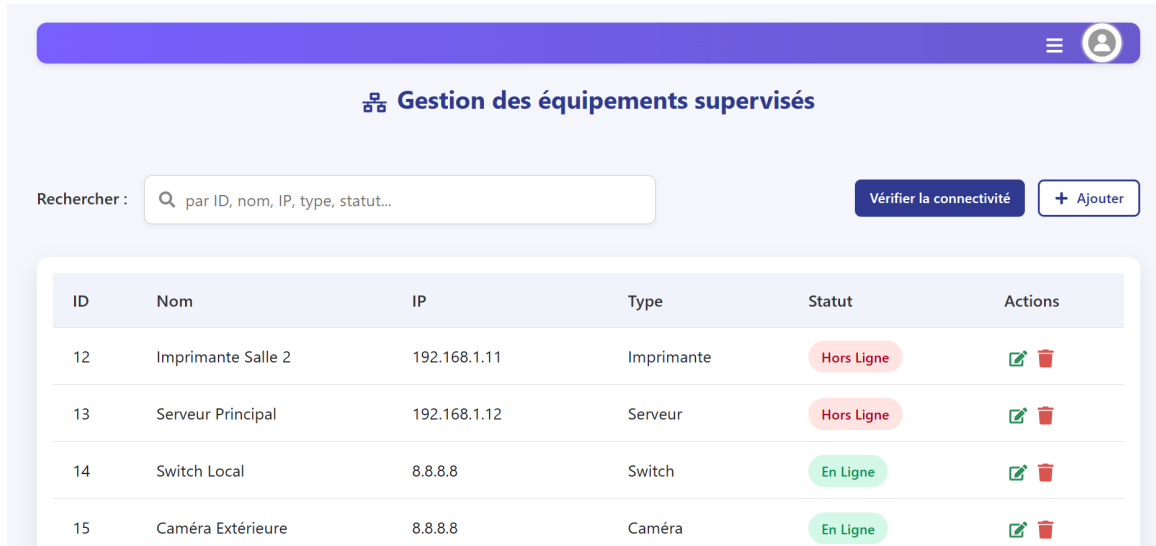 Gestion des équipements supervisés
Rechercher : par ID, nom, IP, type, statut... Vérifier la connectivité + Ajouter
ID Nom IP Type Statut Actions
12 Imprimante Salle 2 192.168.1.11 Imprimante Hors Ligne
13 Serveur Principal 192.168.1.12 Serveur Hors Ligne
14 Switch Local 8.8.8.8 Switch En Ligne
15 Caméra Extérieure 8.8.8.8 Caméra En Ligne